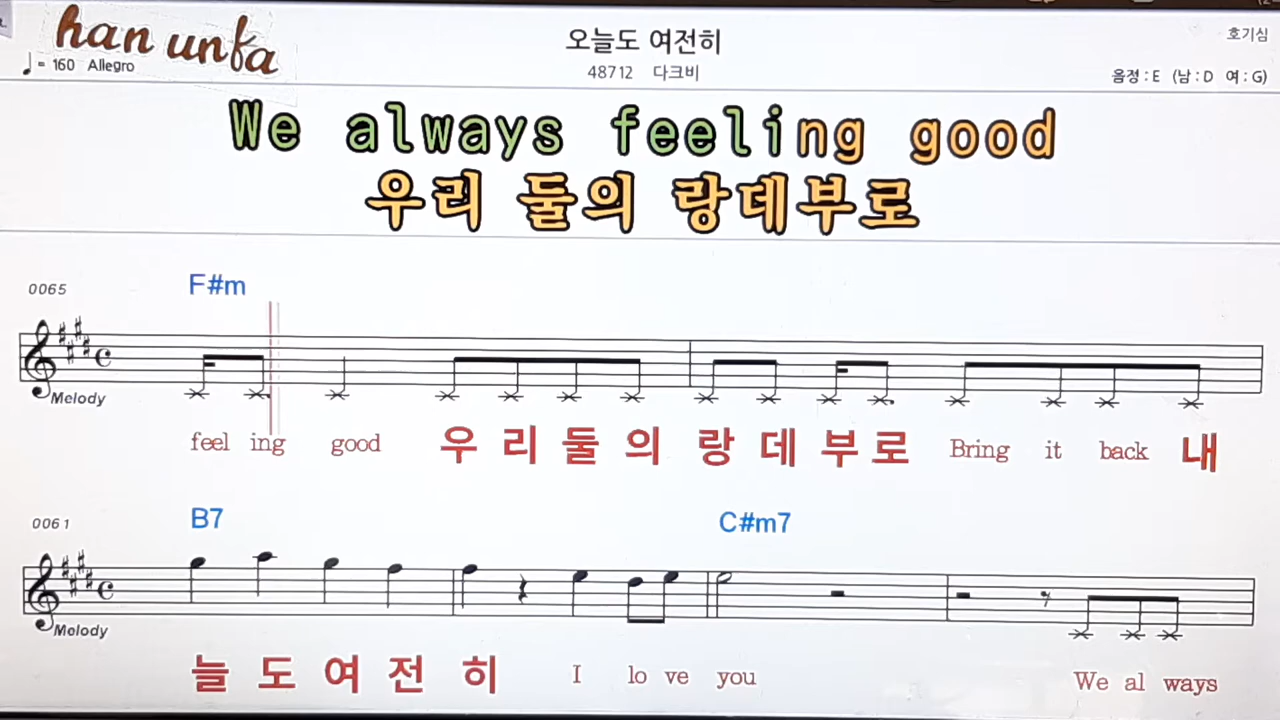 han unfa
오늘도 여전히
호기심
♩= 160 Allegro
48712 다크비
음정 : E (남 : D 여 : G)
We always feeling good
우리 둘의 랑데부로
0065
F#m
Melody
feel ing good 우 리 둘 의 랑 데 부 로 Bring it back 내
0061
B7 C#m7
Melody
늘 도 여 전 히 I lo ve you We al ways